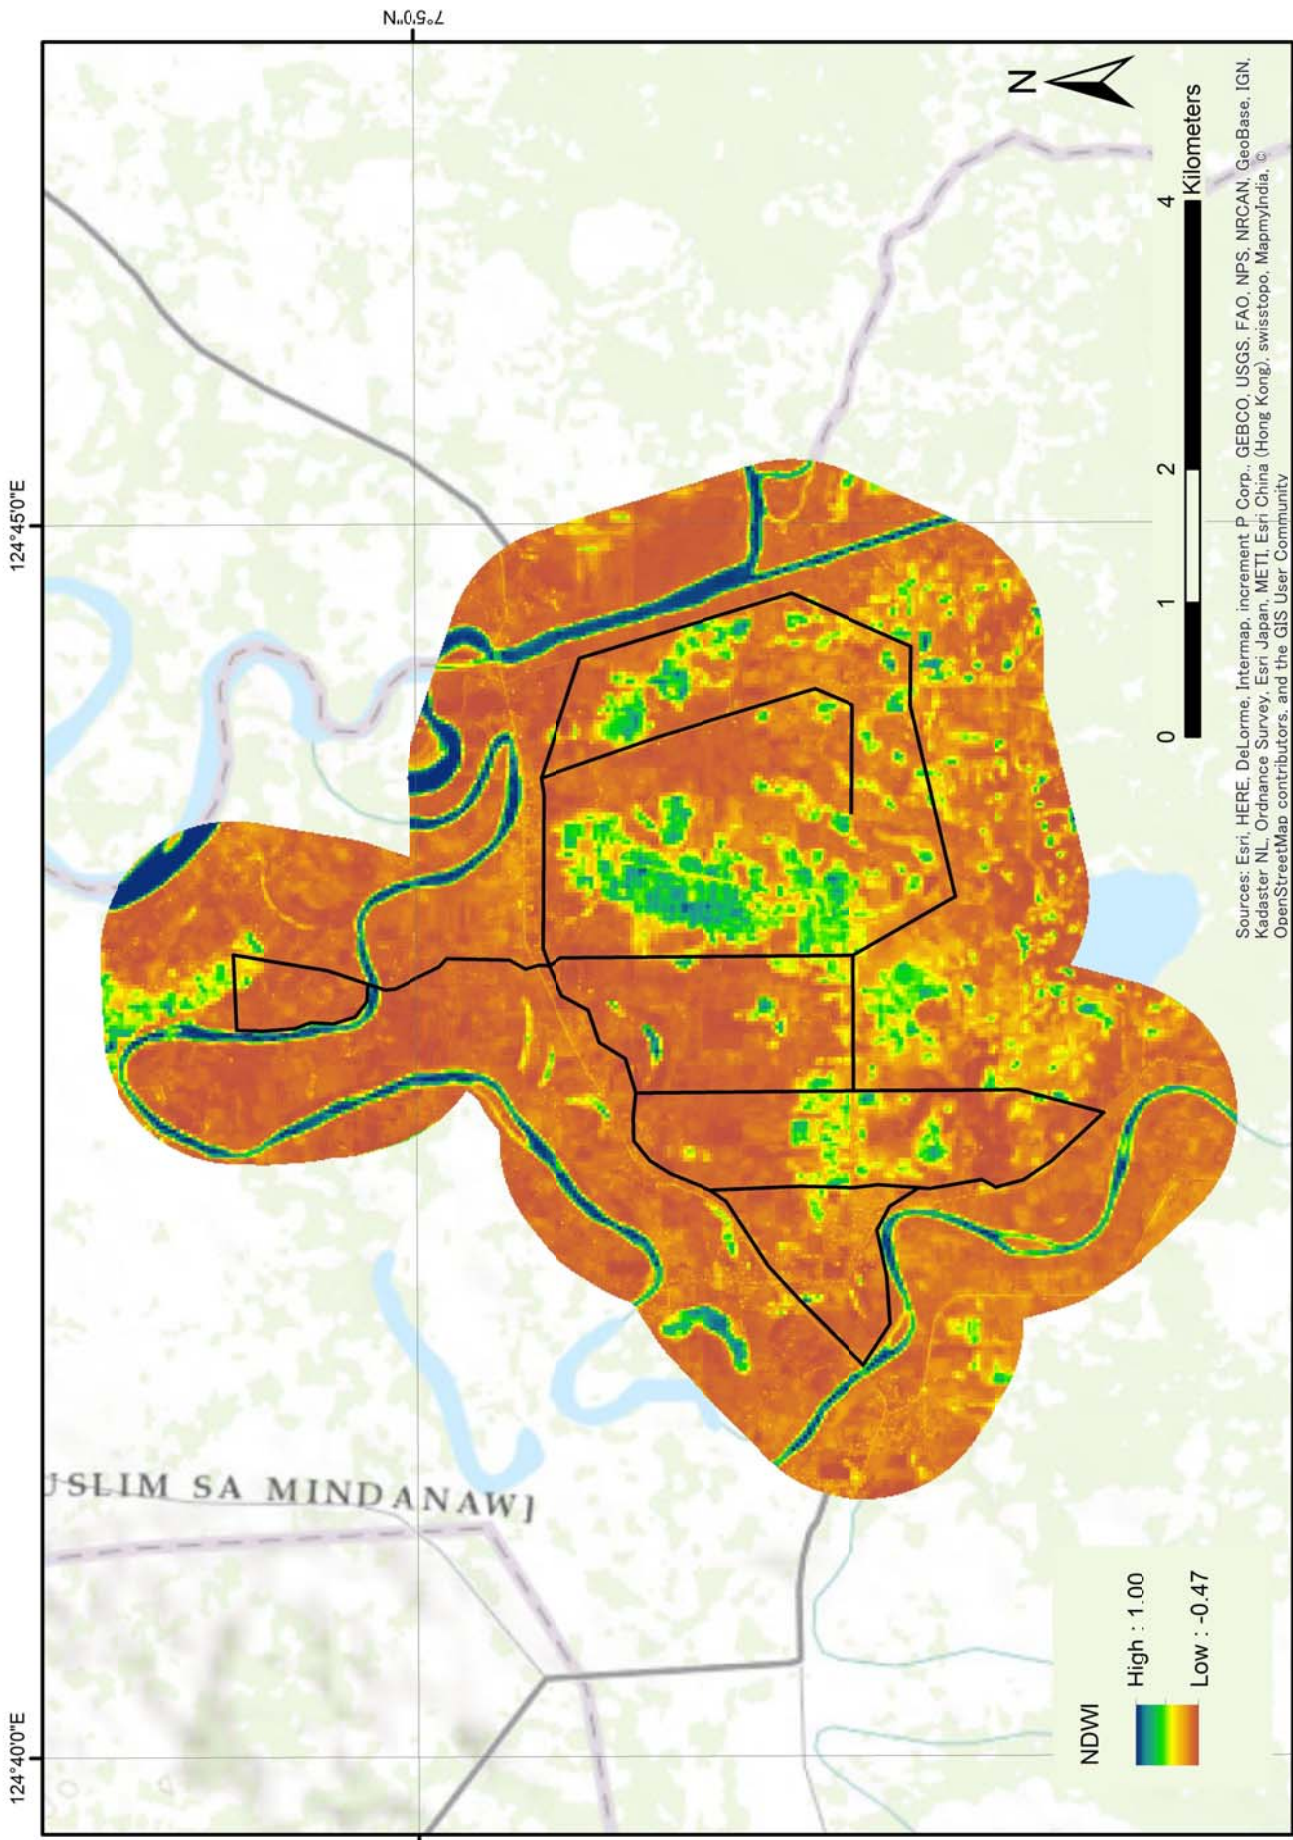 124°40'0"E
124°45'0"E
7°5'0"N
USLIM SA MINDANAW]
N
0 1 2 4
Kilometers
NDWI
High : 1.00
Low : -0.47
Sources: Esri, HERE, DeLorme, Intermap, increment P Corp., GEBCO, USGS, FAO, NPS, NRCAN, GeoBase, IGN,
Kadaster NL, Ordnance Survey, Esri Japan, METI, Esri China (Hong Kong), swisstopo, MapmyIndia, ©
OpenStreetMap contributors, and the GIS User Community